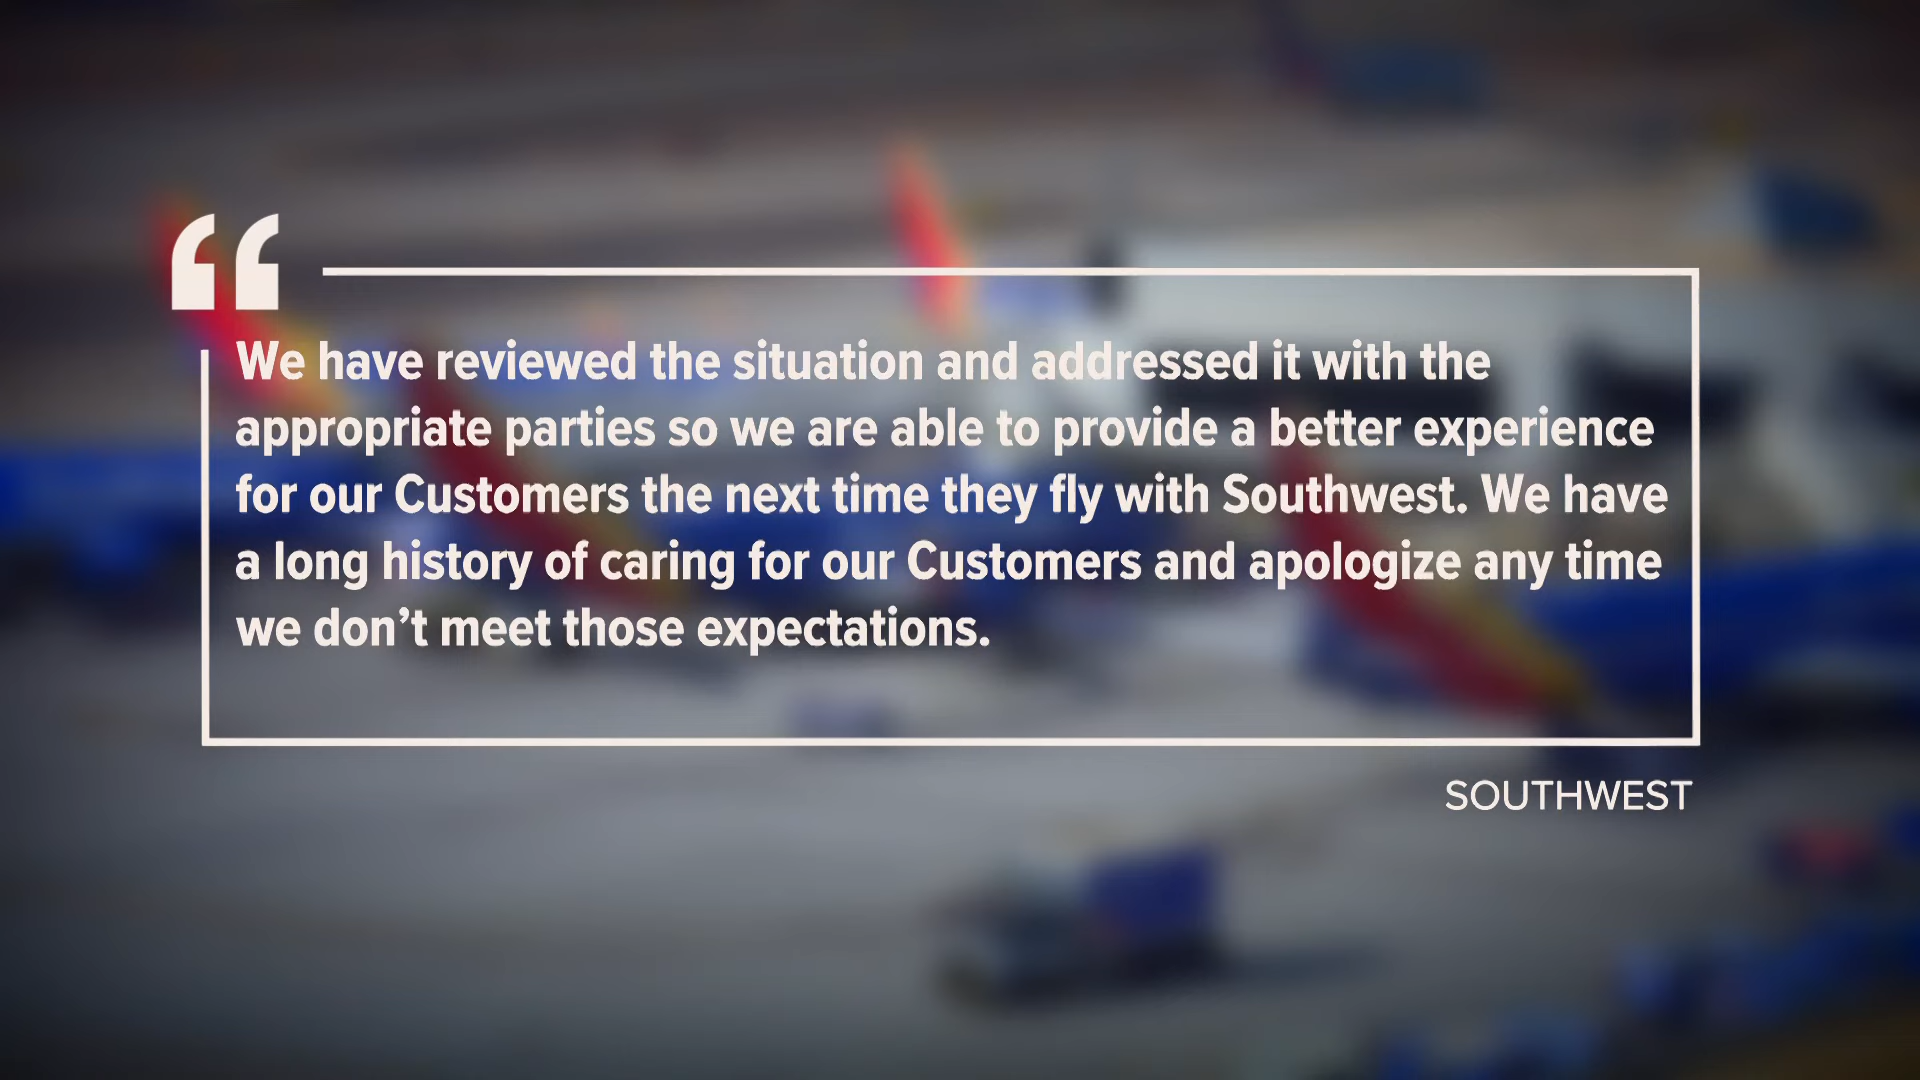 “
We have reviewed the situation and addressed it with the
appropriate parties so we are able to provide a better experience
for our Customers the next time they fly with Southwest. We have
a long history of caring for our Customers and apologize any time
we don’t meet those expectations.
SOUTHWEST